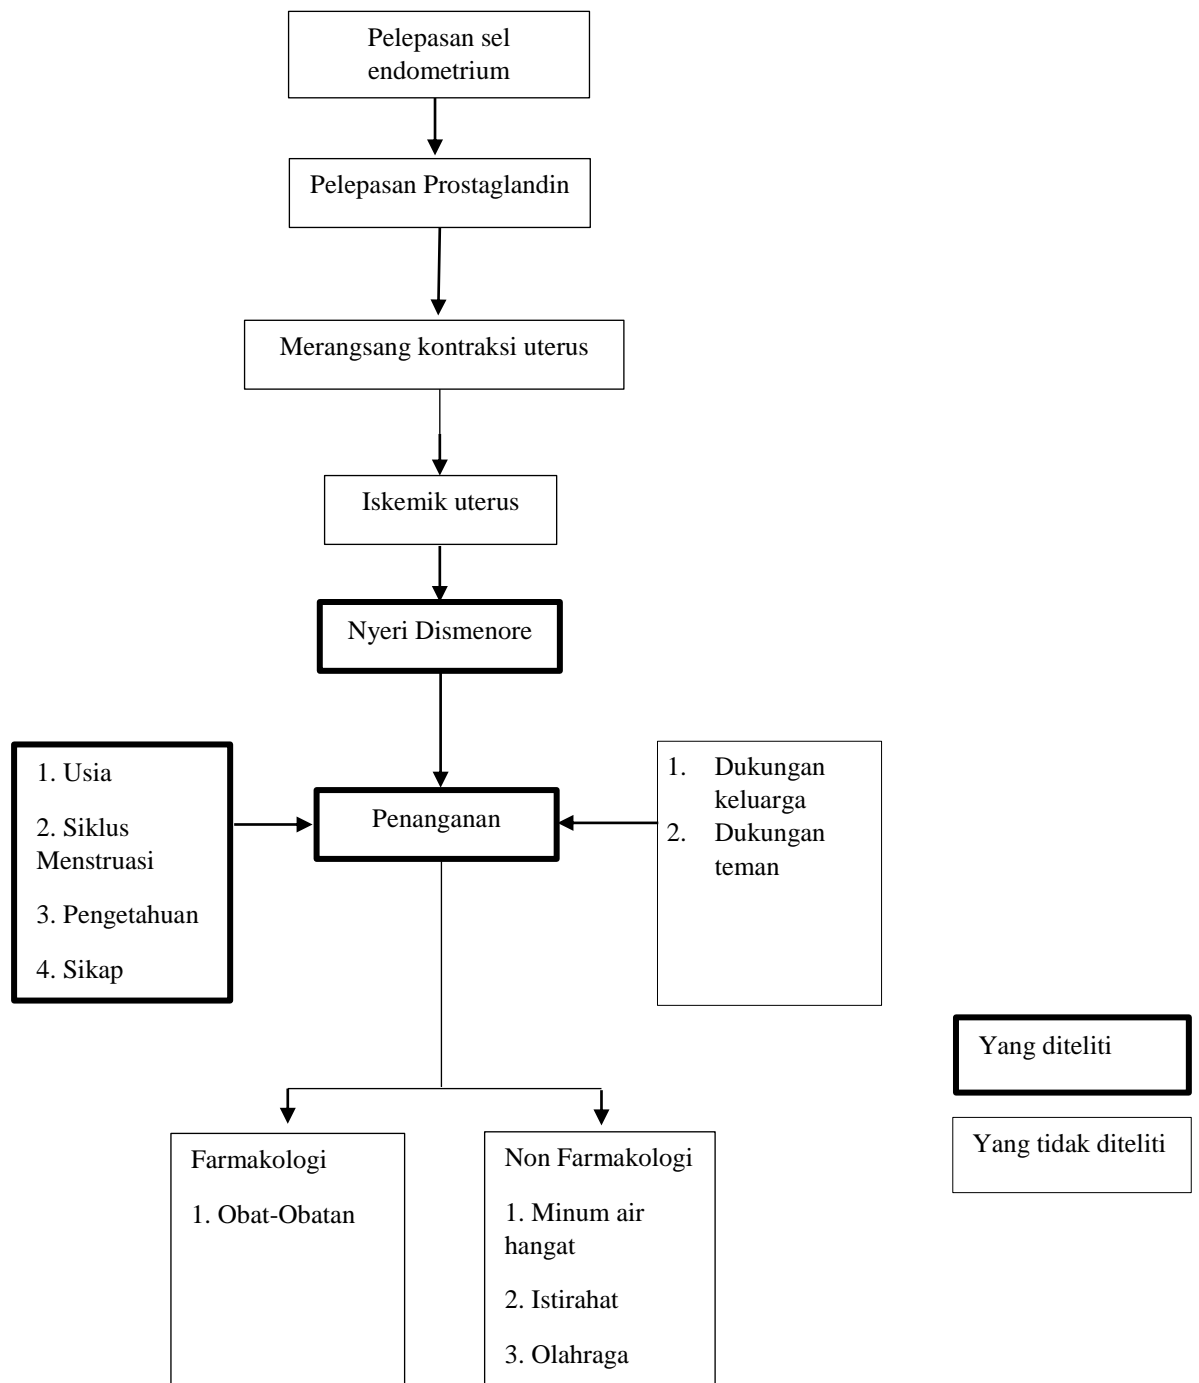 Pelepasan sel
endometrium
Pelepasan Prostaglandin
Merangsang kontraksi uterus
Iskemik uterus
Nyeri Dismenore
1. Usia
2. Siklus
Menstruasi
3. Pengetahuan
4. Sikap
Penanganan
1. Dukungan
keluarga
2. Dukungan
teman
Yang diteliti
Yang tidak diteliti
Farmakologi
1. Obat-Obatan
Non Farmakologi
1. Minum air
hangat
2. Istirahat
3. Olahraga